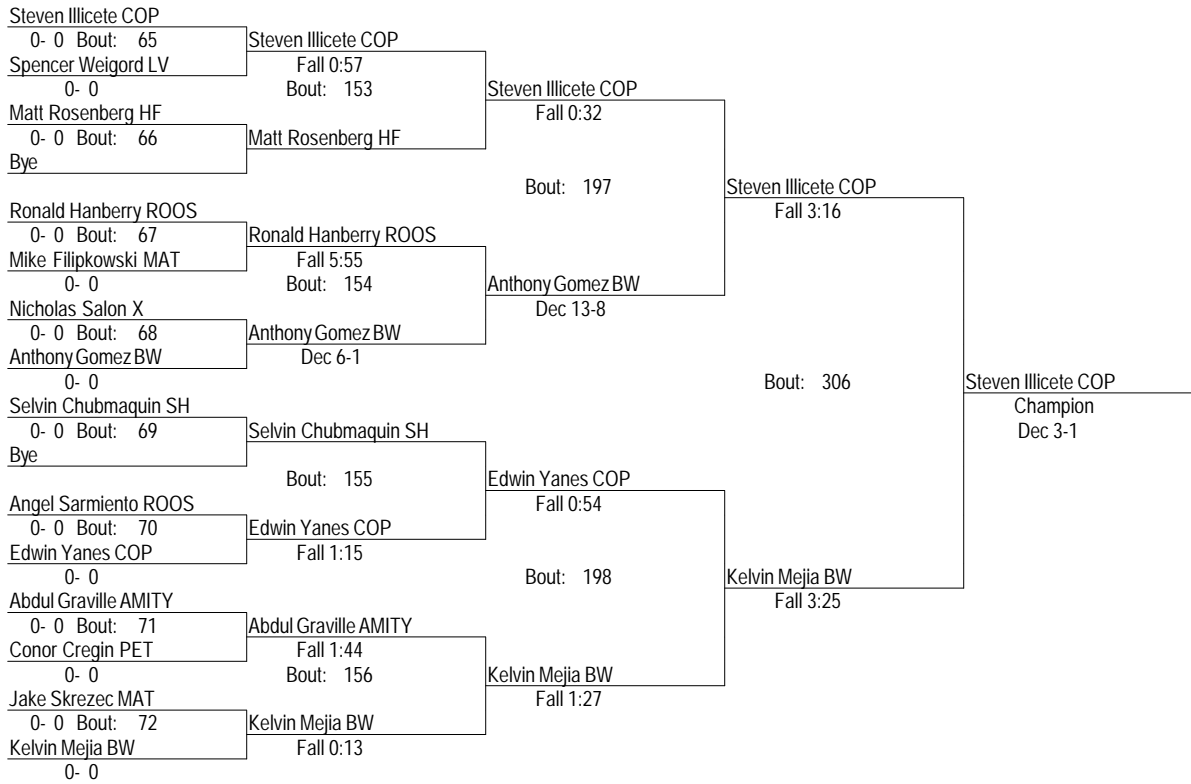 Steven Illicete COP
0- 0 Bout: 65
Spencer Weigord LV
0- 0
Matt Rosenberg HF
0- 0 Bout: 66
Bye
Ronald Hanberry ROOS
0- 0 Bout: 67
Mike Filipkowski MAT
0- 0
Nicholas Salon X
0- 0 Bout: 68
Anthony Gomez BW
0- 0
Selvin Chubmaquin SH
0- 0 Bout: 69
Bye
Angel Sarmiento ROOS
0- 0 Bout: 70
Edwin Yanes COP
0- 0
Abdul Graville AMITY
0- 0 Bout: 71
Conor Cregin PET
0- 0
Jake Skrezec MAT
0- 0 Bout: 72
Kelvin Mejia BW
0- 0
Steven Illicete COP
Fall 0:57
Bout: 153
Matt Rosenberg HF
Ronald Hanberry ROOS
Fall 5:55
Bout: 154
Anthony Gomez BW
Dec 6-1
Selvin Chubmaquin SH
Bout: 155
Edwin Yanes COP
Fall 1:15
Abdul Graville AMITY
Fall 1:44
Bout: 156
Kelvin Mejia BW
Fall 0:13
Steven Illicete COP
Fall 0:32
Bout: 197
Anthony Gomez BW
Dec 13-8
Edwin Yanes COP
Fall 0:54
Bout: 198
Kelvin Mejia BW
Fall 1:27
Steven Illicete COP
Fall 3:16
Bout: 306
Kelvin Mejia BW
Fall 3:25
Steven Illicete COP
Champion
Dec 3-1